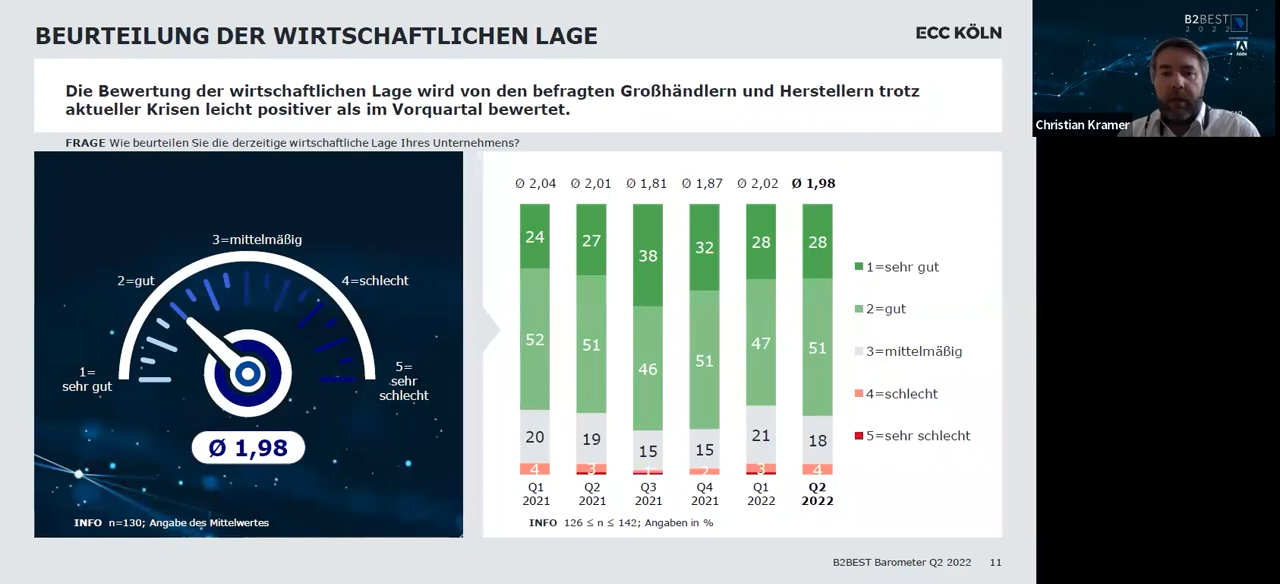 BEURTEILUNG DER WIRTSCHAFTLICHEN LAGE
ECC KÖLN
Die Bewertung der wirtschaftlichen Lage wird von den befragten Großhändlern und Herstellern trotz
aktueller Krisen leicht positiver als im Vorquartal bewertet.
FRAGE Wie beurteilen Sie die derzeitige wirtschaftliche Lage Ihres Unternehmens?
3=mittelmäßig
2=gut
4=schlecht
1=
sehr gut
5=
sehr
schlecht
Ø 1,98
INFO n=130; Angabe des Mittelwertes
Ø 2,04 Ø 2,01 Ø 1,81 Ø 1,87 Ø 2,02 Ø 1,98
24 27 38 32 28 28
52 51 46 51 47 51
20 19 15 15 21 18
4 3 1 2 3 4
Q1 Q2 Q3 Q4 Q1 Q2
2021 2021 2021 2021 2022 2022
1=sehr gut
2=gut
3=mittelmäßig
4=schlecht
5=sehr schlecht
INFO 126 ≤ n ≤ 142; Angaben in %
B2BEST Barometer Q2 2022 11
B2BEST
2022
Adobe
Christian Kramer